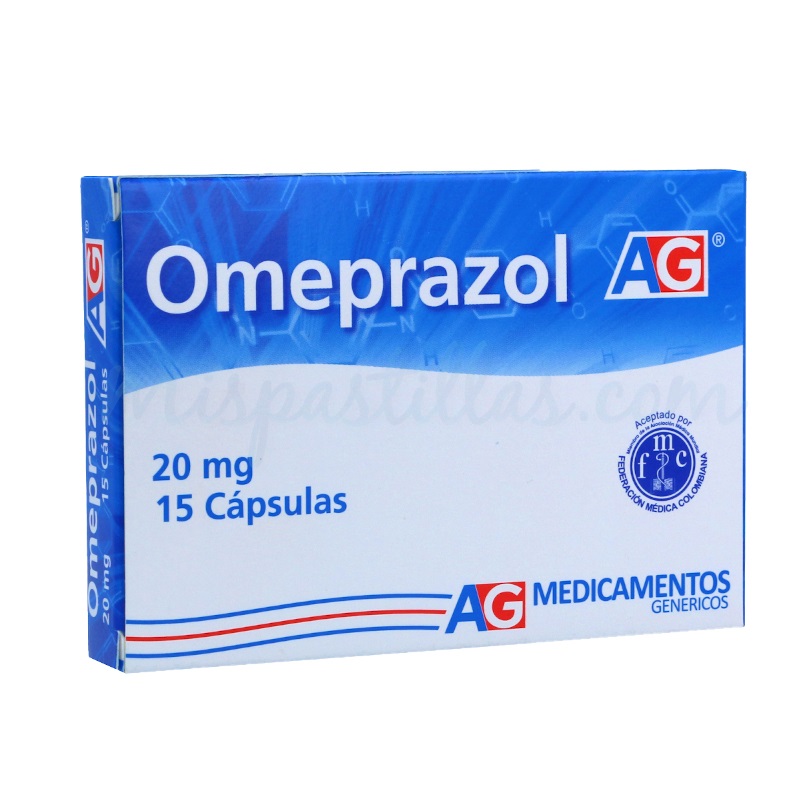 Omeprazol AG®
mispastillas.com
20 mg
15 Cápsulas
Aceptado por
f m c
FEDERACIÓN MÉDICA COLOMBIANA
AG MEDICAMENTOS
GENERICOS
Omeprazol AG®
20 mg 15 Cápsulas